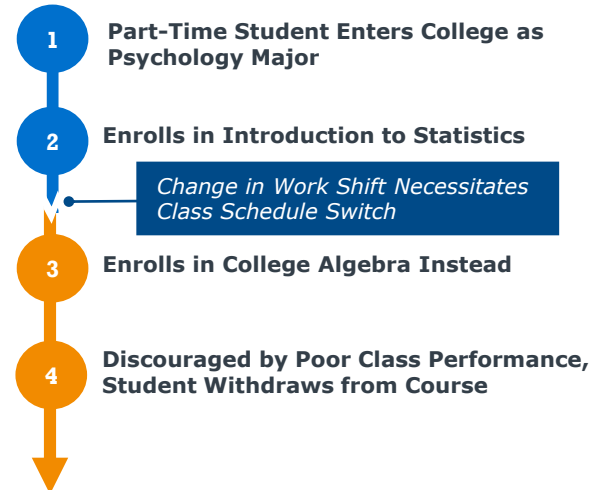 1
Part-Time Student Enters College as
Psychology Major
2
Enrolls in Introduction to Statistics
Change in Work Shift Necessitates
Class Schedule Switch
3
Enrolls in College Algebra Instead
4
Discouraged by Poor Class Performance,
Student Withdraws from Course